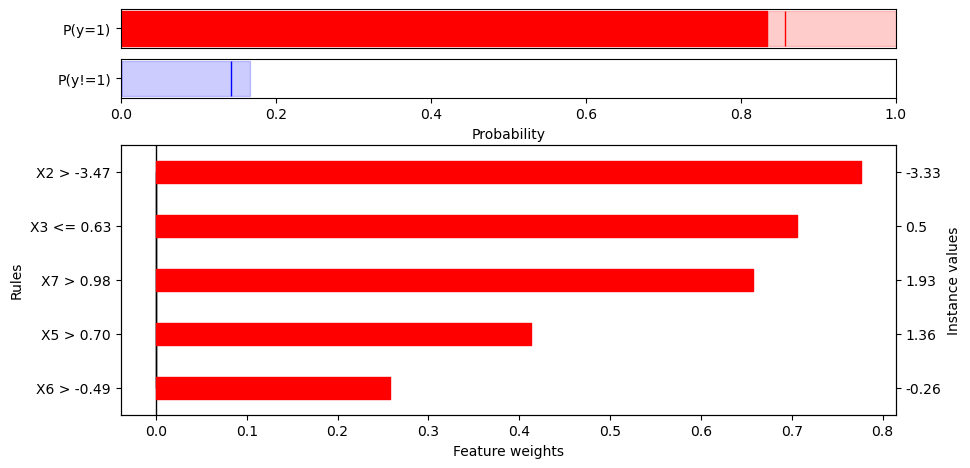 P(y=1)
P(y!=1)
0.0 0.2 0.4 0.6 0.8 1.0
Probability
X2 > -3.47 -3.33
X3 <= 0.63 0.5
X7 > 0.98 1.93
X5 > 0.70 1.36
X6 > -0.49 -0.26
Rules
Instance values
0.0 0.1 0.2 0.3 0.4 0.5 0.6 0.7 0.8
Feature weights